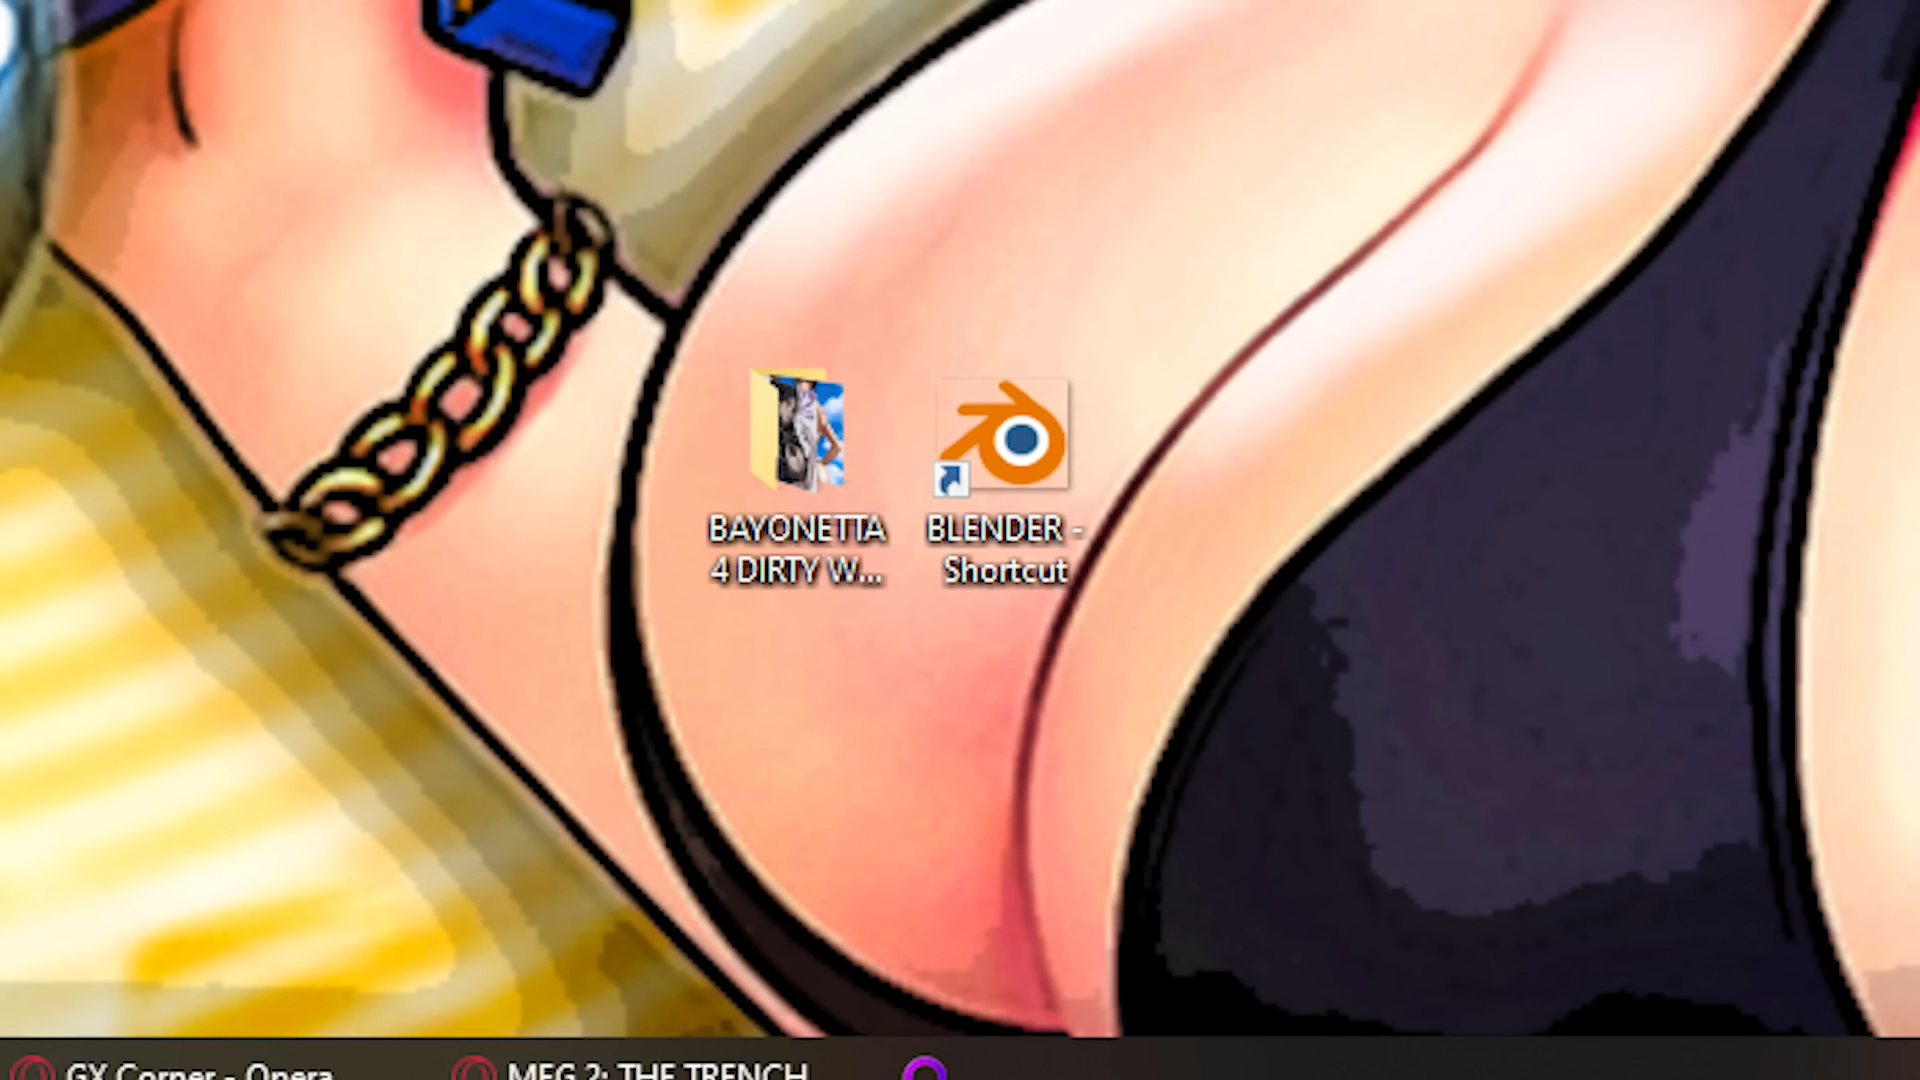 BAYONETTA
4 DIRTY W...
BLENDER -
Shortcut
GX Corner - Opera
MEG 2: THE TRENCH